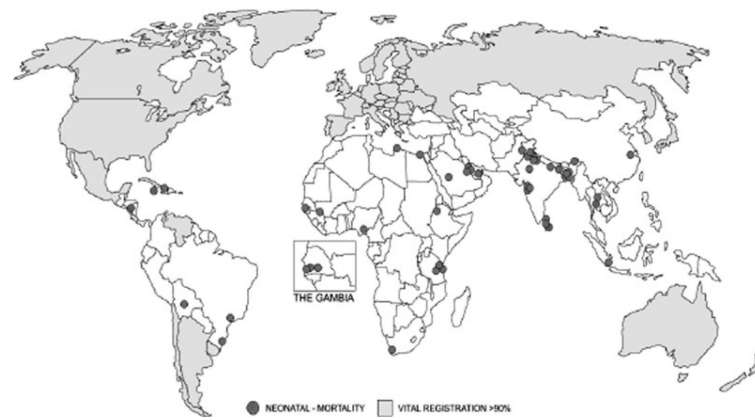 THE GAMBIA
NEONATAL - MORTALITY VITAL REGISTRATION >90%